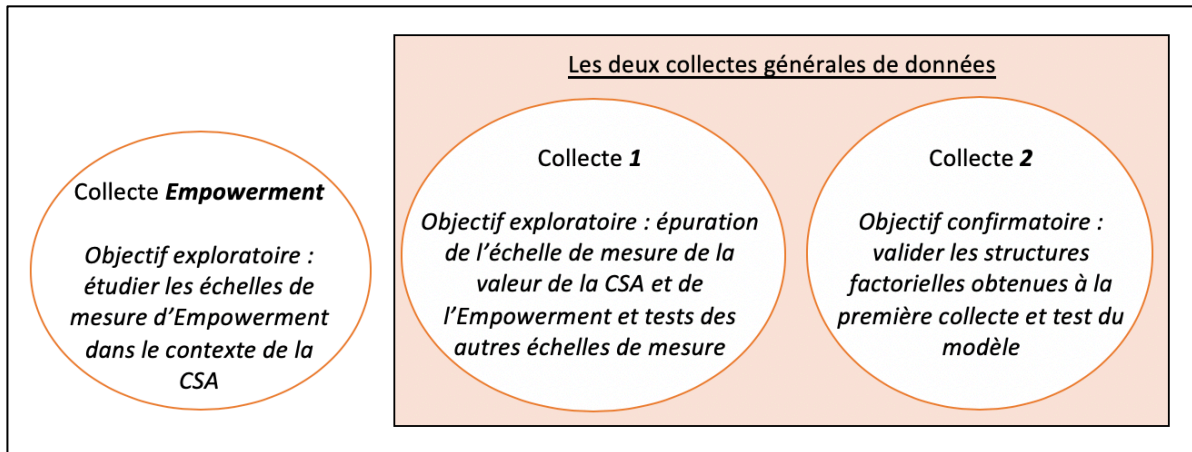 Les deux collectes générales de données
Collecte Empowerment
Objectif exploratoire :
étudier les échelles de
mesure d’Empowerment
dans le contexte de la
CSA
Collecte 1
Objectif exploratoire : épuration
de l’échelle de mesure de la
valeur de la CSA et de
l’Empowerment et tests des
autres échelles de mesure
Collecte 2
Objectif confirmatoire :
valider les structures
factorielles obtenues à la
première collecte et test du
modèle